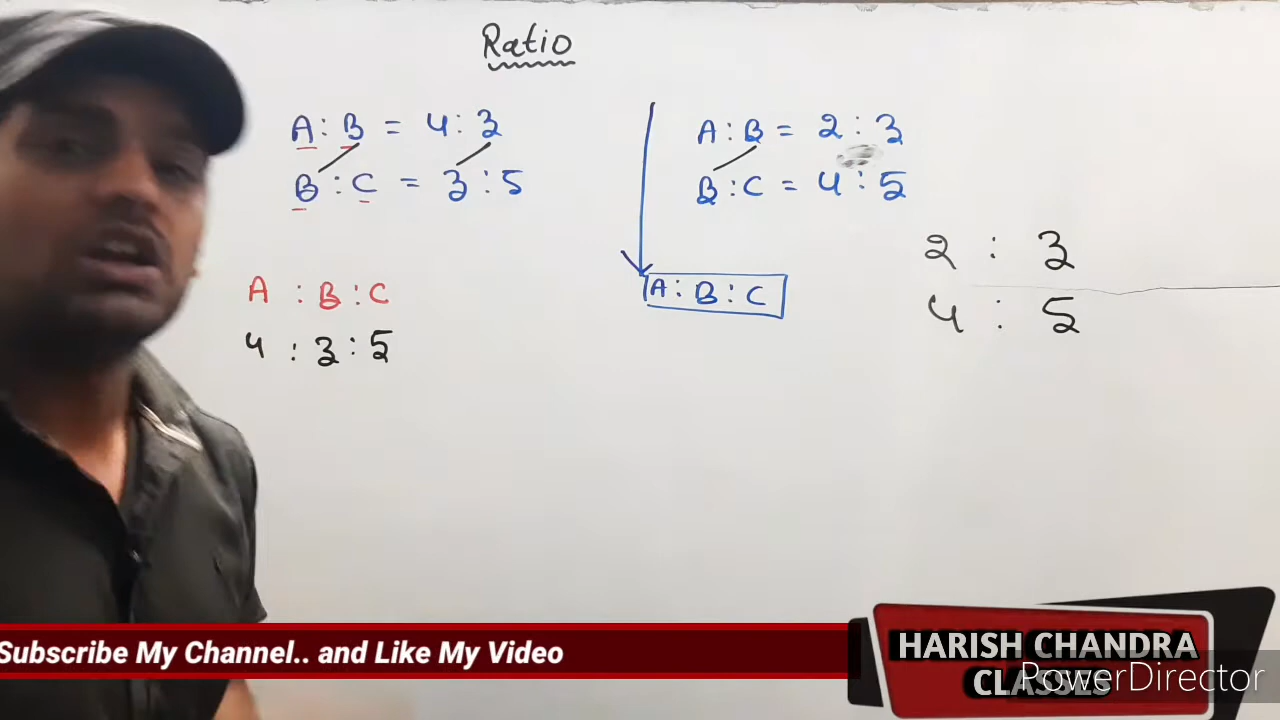 Ratio
A : B = 4 : 3
B : C = 3 : 5
A : B : C
4 : 3 : 5
A : B = 2 : 3
B : C = 4 : 5
A : B : C
2 : 3
4 : 5
Subscribe My Channel.. and Like My Video
HARISH CHANDRA
CLASSES
PowerDirector